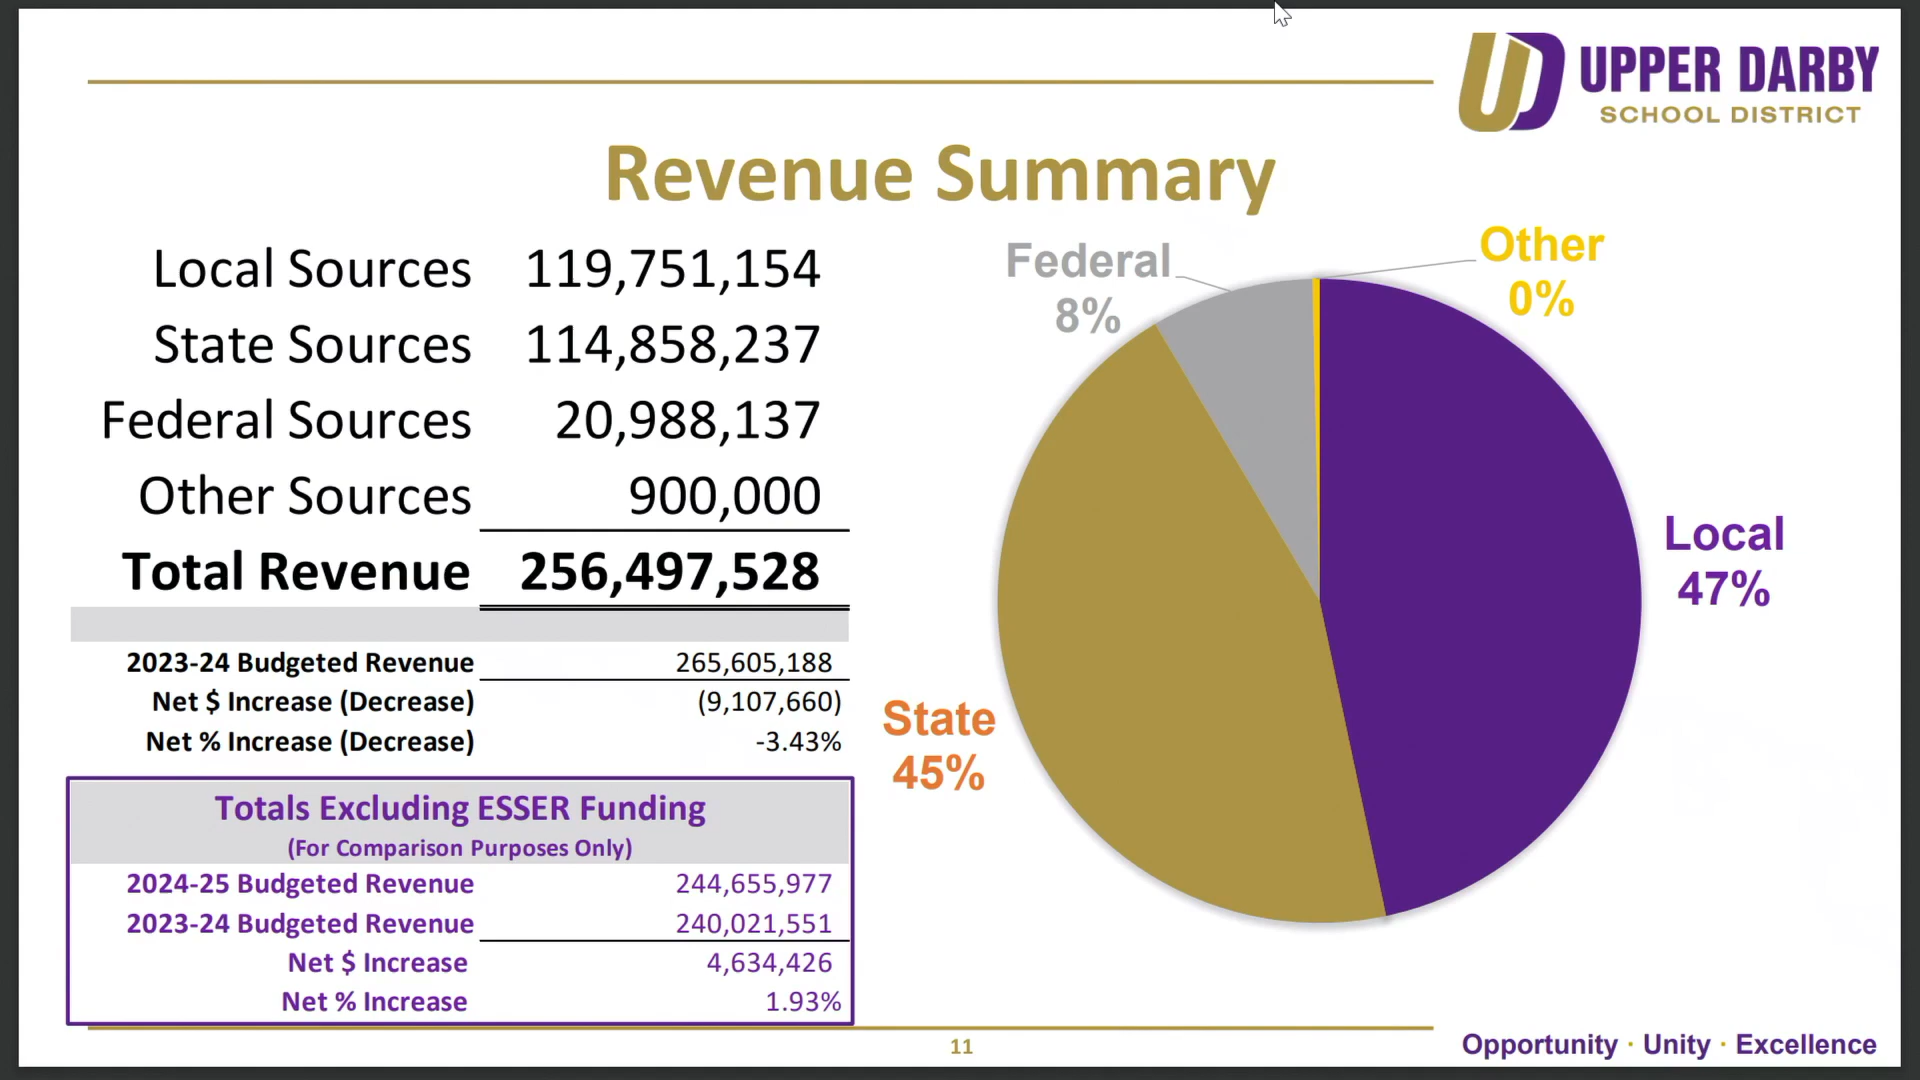 UPPER DARBY
SCHOOL DISTRICT
Revenue Summary
Local Sources 119,751,154
State Sources 114,858,237
Federal Sources 20,988,137
Other Sources 900,000
Total Revenue 256,497,528
2023-24 Budgeted Revenue 265,605,188
Net $ Increase (Decrease) (9,107,660)
Net % Increase (Decrease) -3.43%
Totals Excluding ESSER Funding
(For Comparison Purposes Only)
2024-25 Budgeted Revenue 244,655,977
2023-24 Budgeted Revenue 240,021,551
Net $ Increase 4,634,426
Net % Increase 1.93%
Federal
8%
Other
0%
Local
47%
State
45%
11
Opportunity · Unity · Excellence